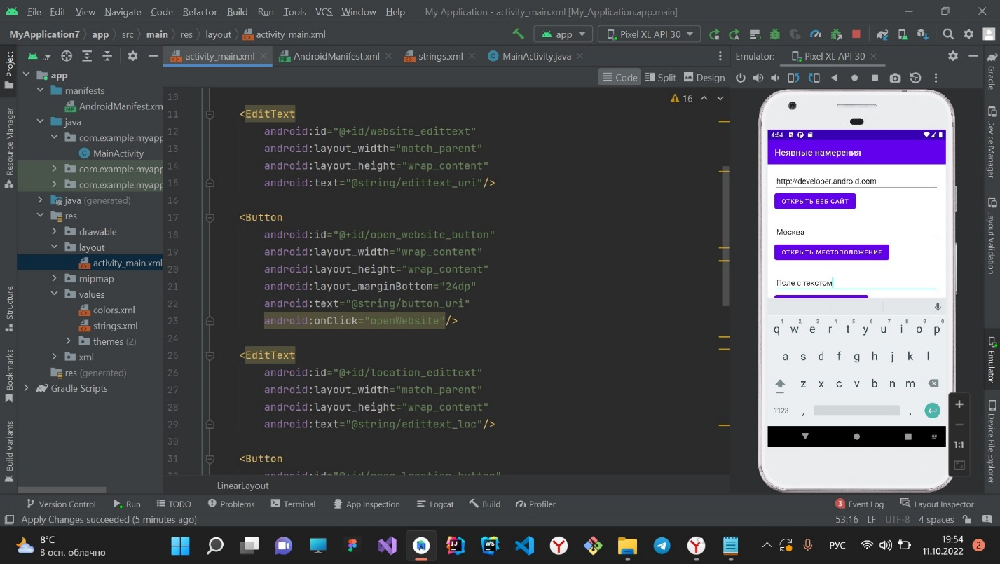 File Edit View Navigate Code Refactor Build Run Tools VCS Window Help My Application - activity_main.xml [My_Application.app.main]
MyApplication7 app src main res layout activity_main.xml app Pixel XL API 30
Project
Resource Manager
Structure
Bookmarks
Build Variants
app
manifests
AndroidManifest.xm
java
com.example.myapp
MainActivity
com.example.myapp
com.example.myapp
java (generated)
res
drawable
layout
activity_main.xml
mipmap
values
colors.xml
strings.xml
themes (2)
xml
res (generated)
Gradle Scripts
activity_main.xml AndroidManifest.xml strings.xml MainActivity.java
Code Split Design
16
10
11 <EditText
12 android:id="@+id/website_edittext"
13 android:layout_width="match_parent"
14 android:layout_height="wrap_content"
15 android:text="@string/edittext_uri"/>
16
17 <Button
18 android:id="@+id/open_website_button"
19 android:layout_width="wrap_content"
20 android:layout_height="wrap_content"
21 android:layout_marginBottom="24dp"
22 android:text="@string/button_uri"
23 android:onClick="openWebsite"/>
24
25 <EditText
26 android:id="@+id/location_edittext"
27 android:layout_width="match_parent"
28 android:layout_height="wrap_content"
29 android:text="@string/edittext_loc"/>
30
31 <Button
32 android:id="@+id/open_location_button"
LinearLayout
Emulator: Pixel XL API 30
4:54
Неявные намерения
http://developer.android.com
ОТКРЫТЬ ВЕБ САЙТ
Москва
ОТКРЫТЬ МЕСТОПОЛОЖЕНИЕ
Поле с текстом
1 2 3 4 5 6 7 8 9 0
q w e r t y u i o p
a s d f g h j k l
z x c v b n m
?123 , .
1:1
Gradle
Device Manager
Layout Validation
Emulator
Device File Explorer
Version Control Run TODO Problems Terminal App Inspection Logcat Build Profiler 3 Event Log Layout Inspector
Apply Changes succeeded (5 minutes ago) 53:16 LF UTF-8 4 spaces
8°C
В осн. облачно
РУС
19:54
11.10.2022
2